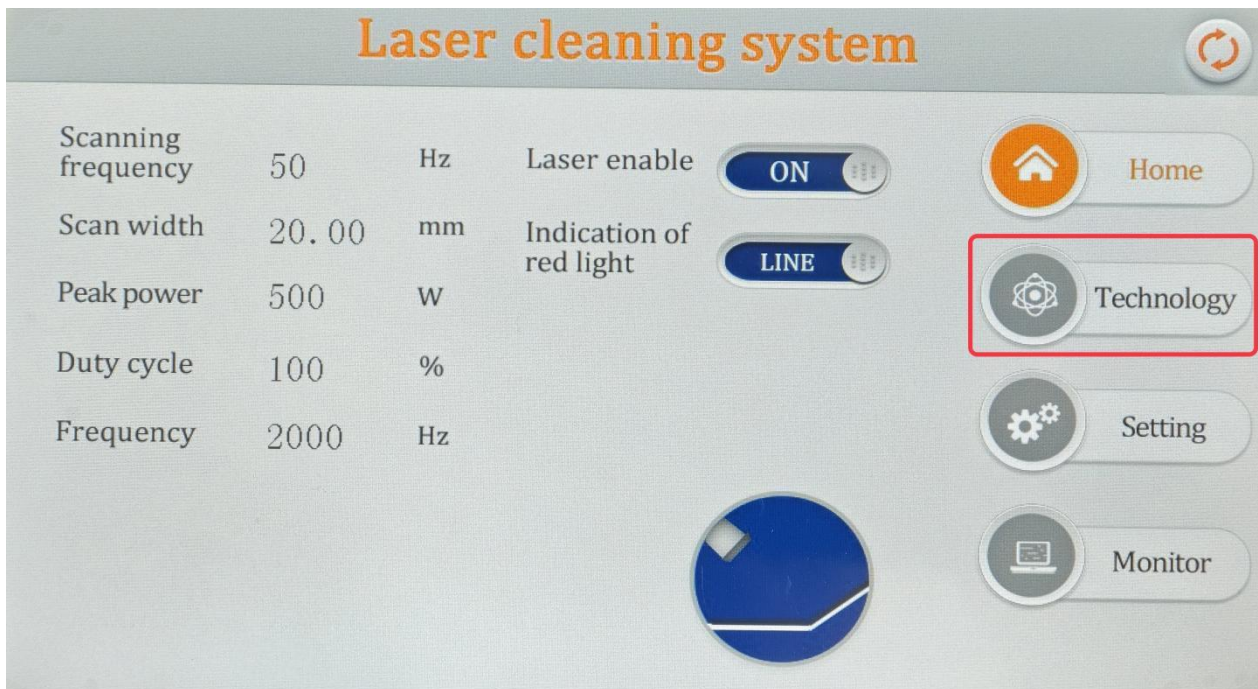 Laser cleaning system
Scanning
frequency 50 Hz
Laser enable ON
Home
Scan width 20.00 mm
Indication of
red light LINE
Technology
Peak power 500 W
Duty cycle 100 %
Frequency 2000 Hz
Setting
Monitor